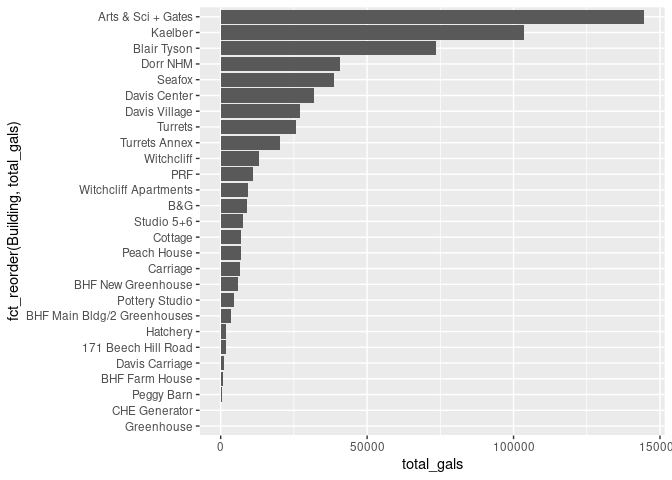 fct_reorder(Building, total_gals)
Arts & Sci + Gates
Kaelber
Blair Tyson
Dorr NHM
Seafox
Davis Center
Davis Village
Turrets
Turrets Annex
Witchcliff
PRF
Witchcliff Apartments
B&G
Studio 5+6
Cottage
Peach House
Carriage
BHF New Greenhouse
Pottery Studio
BHF Main Bldg/2 Greenhouses
Hatchery
171 Beech Hill Road
Davis Carriage
BHF Farm House
Peggy Barn
CHE Generator
Greenhouse
0 50000 100000 150000
total_gals